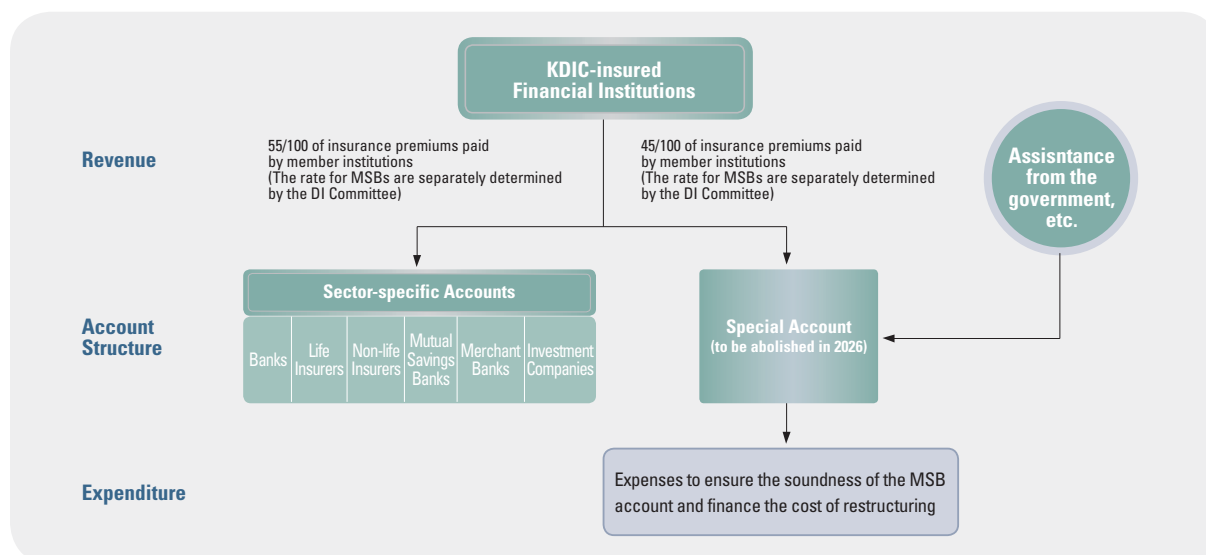 KDIC-insured
Financial Institutions
Revenue
55/100 of insurance premiums paid
by member institutions
(The rate for MSBs are separately determined
by the DI Committee)
45/100 of insurance premiums paid
by member institutions
(The rate for MSBs are separately determined
by the DI Committee)
Assisntance
from the
government,
etc.
Account
Structure
Sector-specific Accounts
Banks
Life
Insurers
Non-life
Insurers
Mutual
Savings
Banks
Merchant
Banks
Investment
Companies
Special Account
(to be abolished in 2026)
Expenditure
Expenses to ensure the soundness of the MSB
account and finance the cost of restructuring